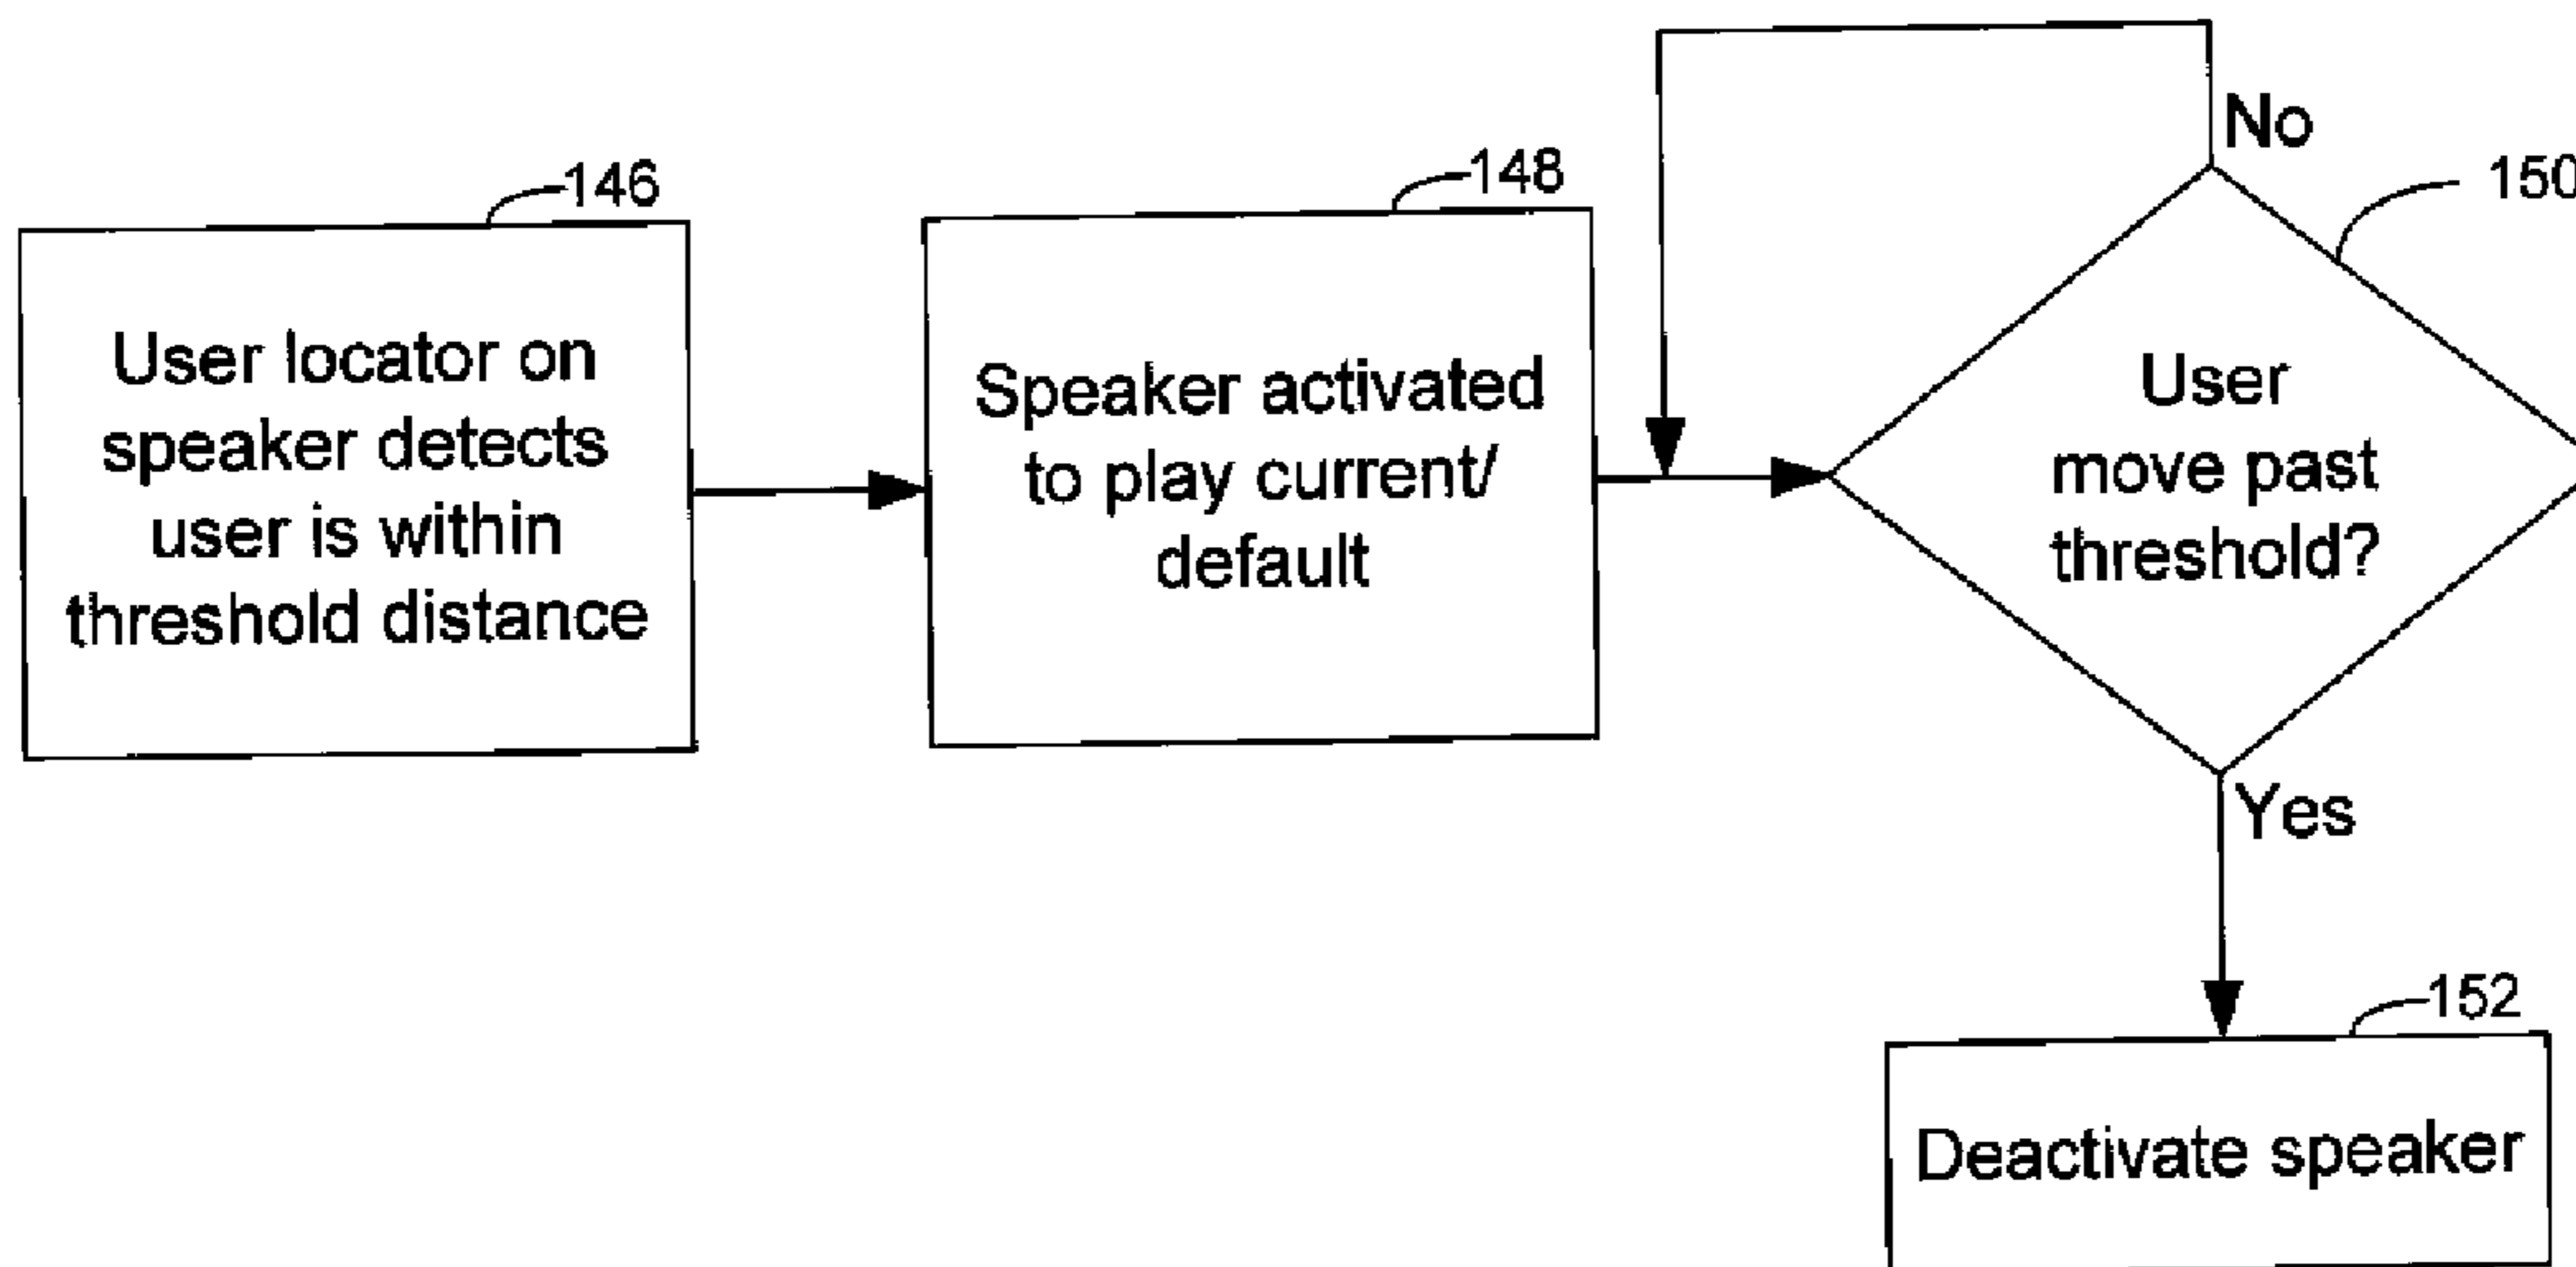 146
User locator on
speaker detects
user is within
threshold distance
148
Speaker activated
to play current/
default
No
150
User
move past
threshold?
Yes
152
Deactivate speaker